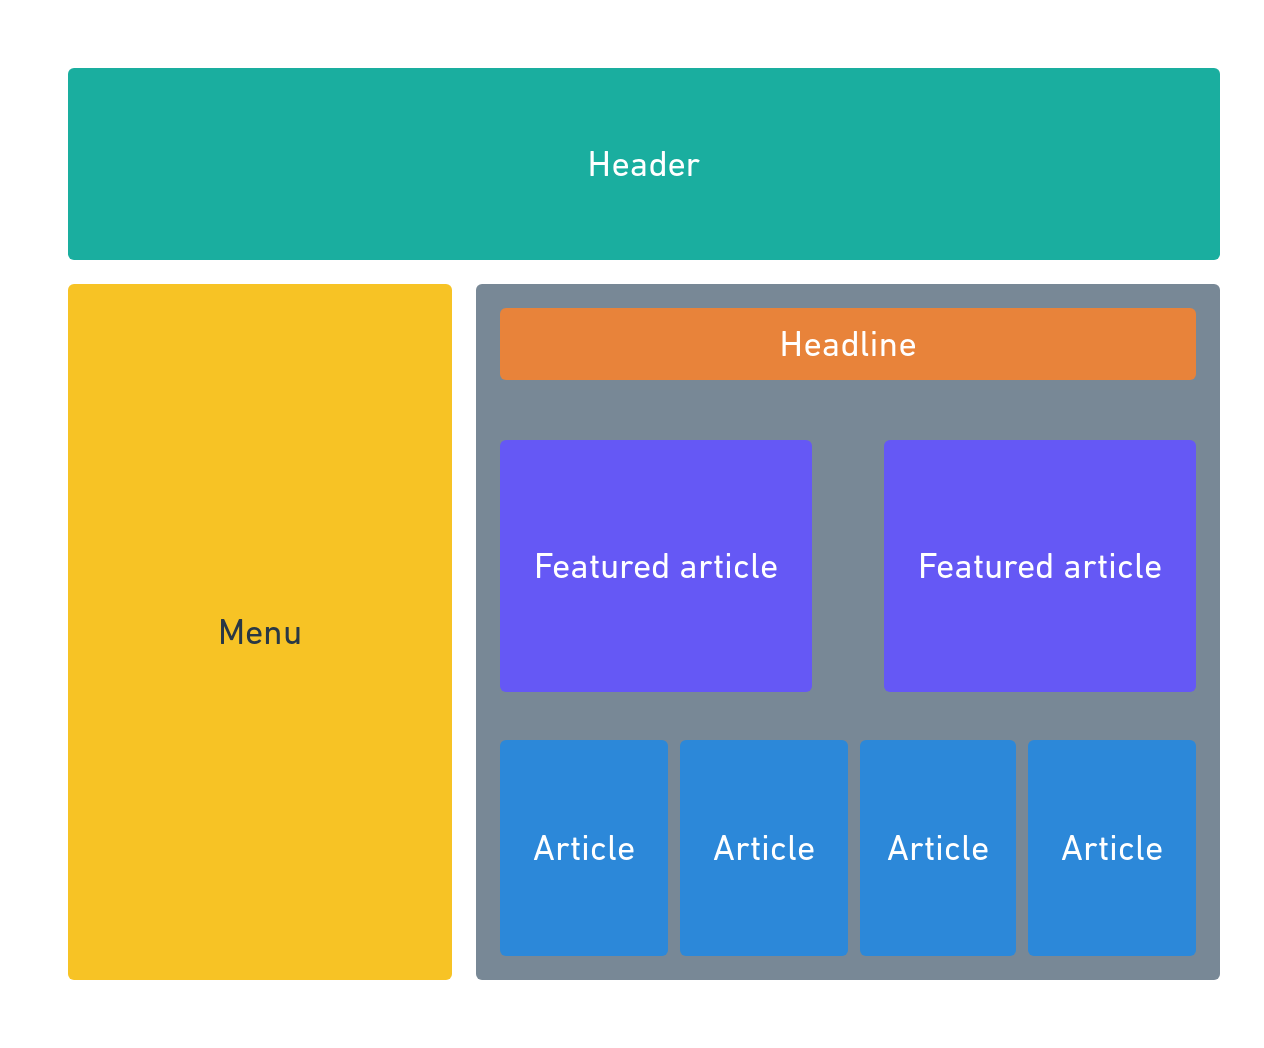 Header
Menu
Headline
Featured article
Featured article
Article
Article
Article
Article